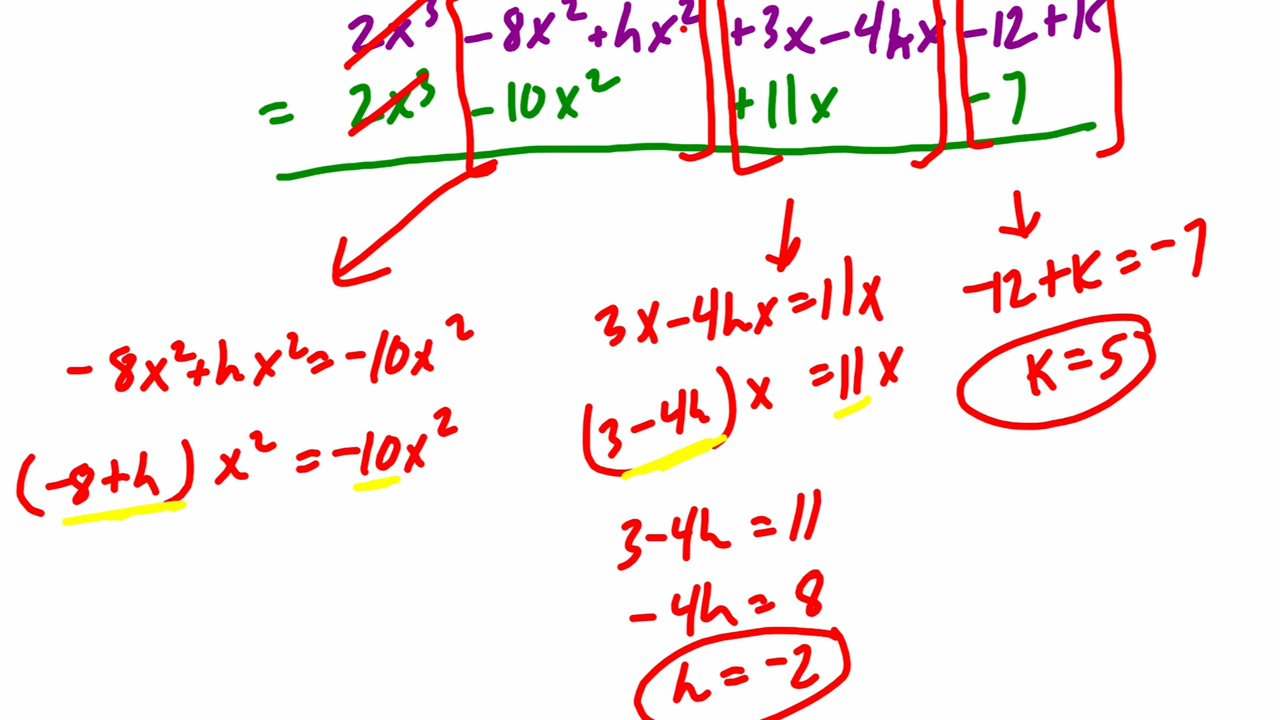 2x³ -8x² +hx² +3x -4hx -12+k
= 2x³ -10x² +11x -7
-8x²+hx²=-10x²
(-8+h) x² = -10x²
3x-4hx=11x
(3-4h) x = 11x
3-4h = 11
-4h = 8
h = -2
-12+k=-7
k=5